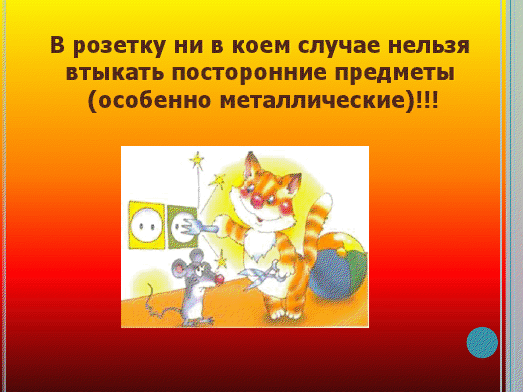 В розетку ни в коем случае нельзя
втыкать посторонние предметы
(особенно металлические)!!!